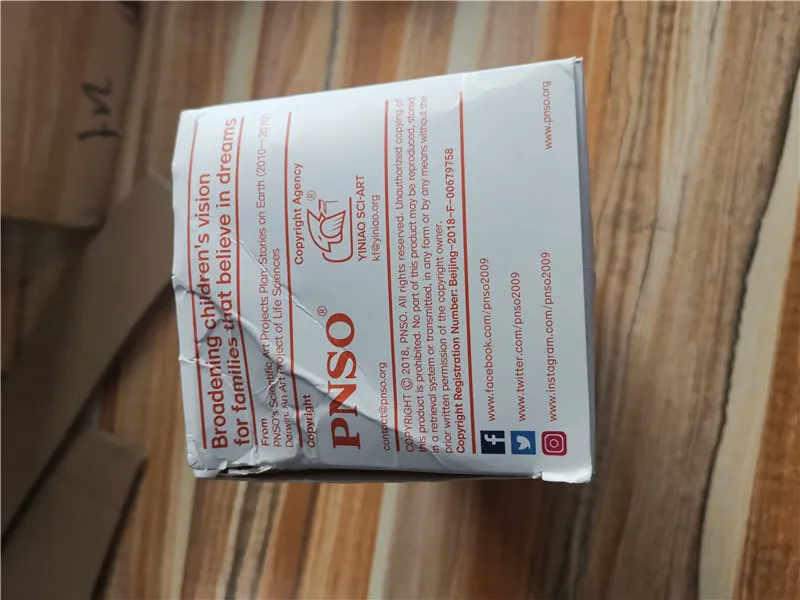 Broadening children's vision
for families that believe in dreams
From
PNSO's Scientific Art Projects Plan: Stories on Earth (2010—2070)
Darwin: An Art Project of Life Sciences
Copyright
PNSO®
contact@pnso.org
Copyright Agency
®
YINIAO SCI-ART
kf@yiniao.org
COPYRIGHT © 2018, PNSO. All rights reserved. Unauthorized copying of
this product is prohibited. No part of this product may be reproduced, stored
in a retrieval system or transmitted, in any form or by any means without the
prior written permission of the copyright owner.
Copyright Registration Number: Beijing-2018-F-00679758
www.facebook.com/pnso2009
www.twitter.com/pnso2009
www.instagram.com/pnso2009
www.pnso.org